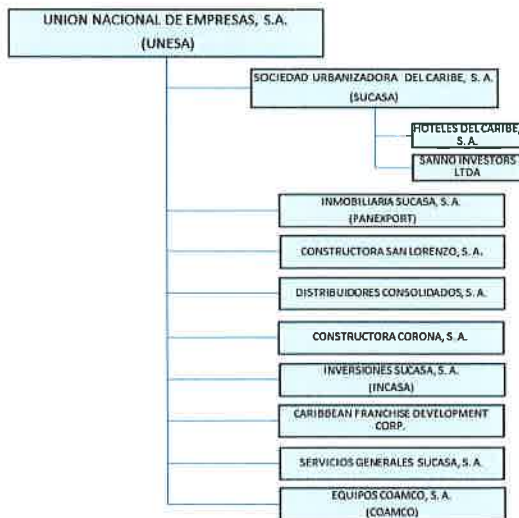 UNION NACIONAL DE EMPRESAS, S.A.
(UNESA)
SOCIEDAD URBANIZADORA DEL CARIBE, S. A.
(SUCASA)
HOTELES DEL CARIBE,
S. A.
SANNO INVESTORS
LTDA
INMOBILIARIA SUCASA, S. A.
(PANEXPORT)
CONSTRUCTORA SAN LORENZO, S. A.
DISTRIBUIDORES CONSOLIDADOS, S. A.
CONSTRUCTORA CORONA, S. A.
INVERSIONES SUCASA, S. A.
(INCASA)
CARIBBEAN FRANCHISE DEVELOPMENT
CORP.
SERVICIOS GENERALES SUCASA, S. A.
EQUIPOS COAMCO, S. A.
(COAMCO)